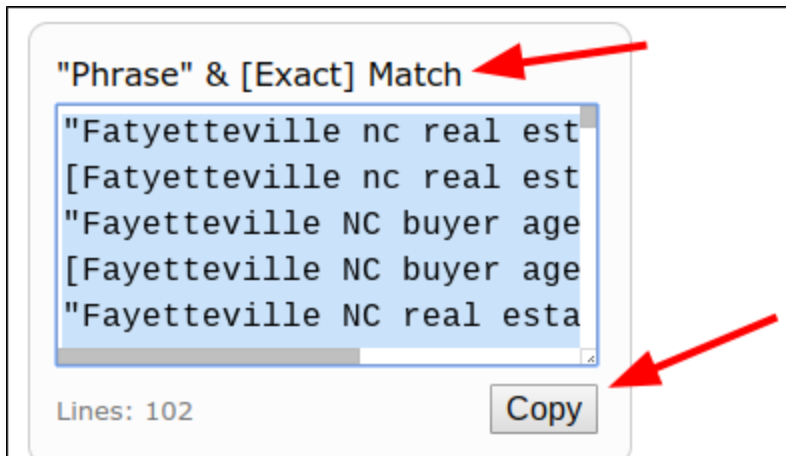 "Phrase" & [Exact] Match
"Fatyetteville nc real est
[Fatyetteville nc real est
"Fayetteville NC buyer age
[Fayetteville NC buyer age
"Fayetteville NC real esta
Lines: 102
Copy